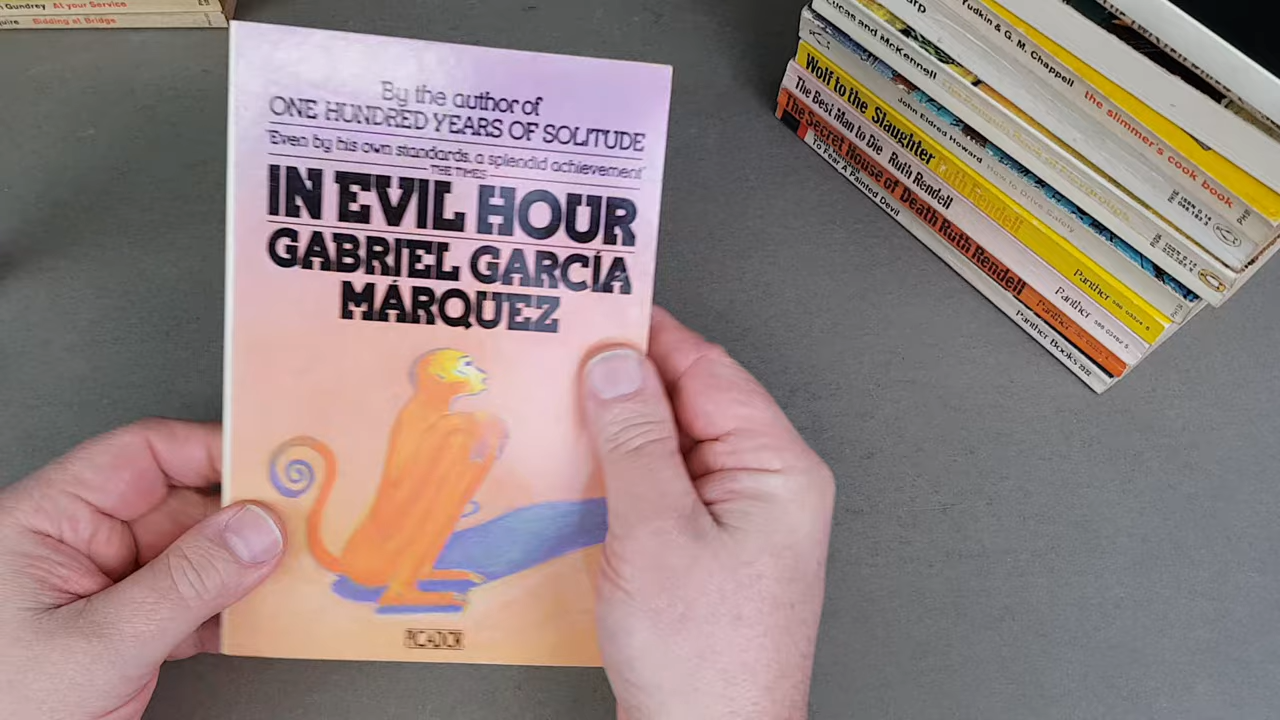 n Gundrey At your Service
uire Bidding at Bridge
By the author of
ONE HUNDRED YEARS OF SOLITUDE
'Even by his own standards, a splendid achievement'
THE TIMES
IN EVIL HOUR
GABRIEL GARCÍA
MÁRQUEZ
PICADOR
Yudkin & G. M. Chappell the slimmer's cook book
Lucas and McKennell
John Eldred Howard How to Drive Safely
Wolf to the Slaughter Ruth Rendell Panther
The Best Man to Die Ruth Rendell Panther
The Secret House of Death Ruth Rendell Panther
To Fear A Painted Devil Panther Books